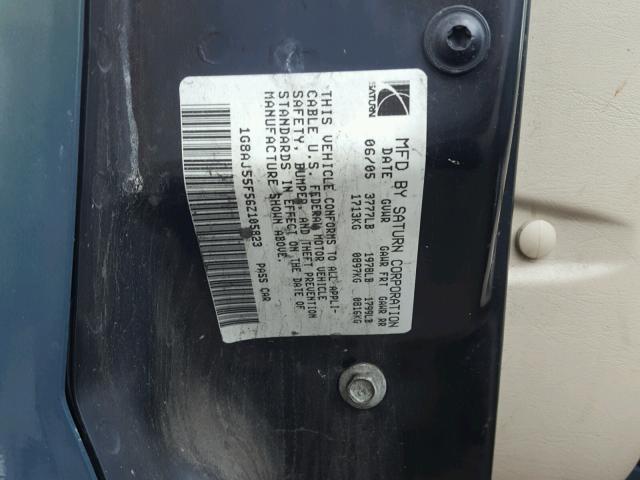 SATURN
MFD BY SATURN CORPORATION
DATE GVWR GAWR FRT GAWR RR
06/05 3777LB 1978LB 1799LB
1713KG 0897KG 0816KG
THIS VEHICLE CONFORMS TO ALL APPLI-
CABLE U.S. FEDERAL MOTOR VEHICLE
SAFETY, BUMPER, AND THEFT PREVENTION
STANDARDS IN EFFECT ON THE DATE OF
MANUFACTURE SHOWN ABOVE.
1G8AJ55F56Z105823 PASS CAR